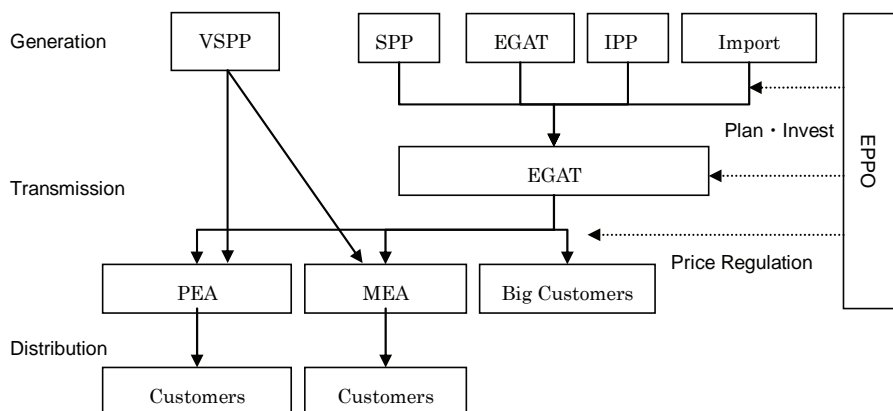 Generation
VSPP
SPP
EGAT
IPP
Import
Plan・Invest
EPPO
Transmission
EGAT
Price Regulation
PEA
MEA
Big Customers
Distribution
Customers
Customers